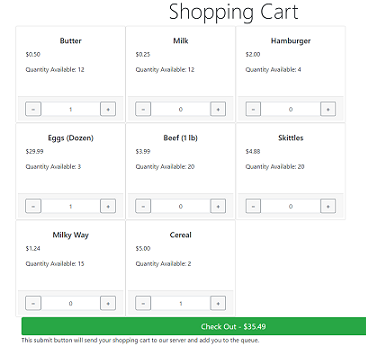 Shopping Cart
Butter
$0.50
Quantity Available: 12
- 1 +
Milk
$0.25
Quantity Available: 12
- 0 +
Hamburger
$2.00
Quantity Available: 4
- 0 +
Eggs (Dozen)
$29.99
Quantity Available: 3
- 1 +
Beef (1 lb)
$3.99
Quantity Available: 20
- 0 +
Skittles
$4.88
Quantity Available: 20
- 0 +
Milky Way
$1.24
Quantity Available: 15
- 0 +
Cereal
$5.00
Quantity Available: 2
- 1 +
Check Out - $35.49
This submit button will send your shopping cart to our server and add you to the queue.